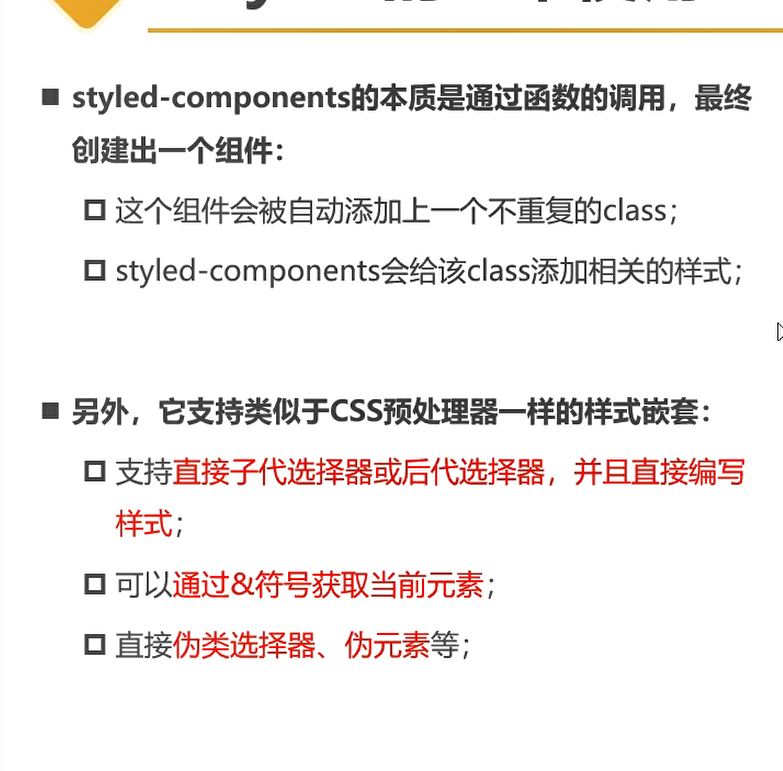 styled-components的本质是通过函数的调用，最终
创建出一个组件：
这个组件会被自动添加上一个不重复的class；
styled-components会给该class添加相关的样式；
另外，它支持类似于CSS预处理器一样的样式嵌套：
支持直接子代选择器或后代选择器，并且直接编写
样式；
可以通过&符号获取当前元素；
直接伪类选择器、伪元素等；